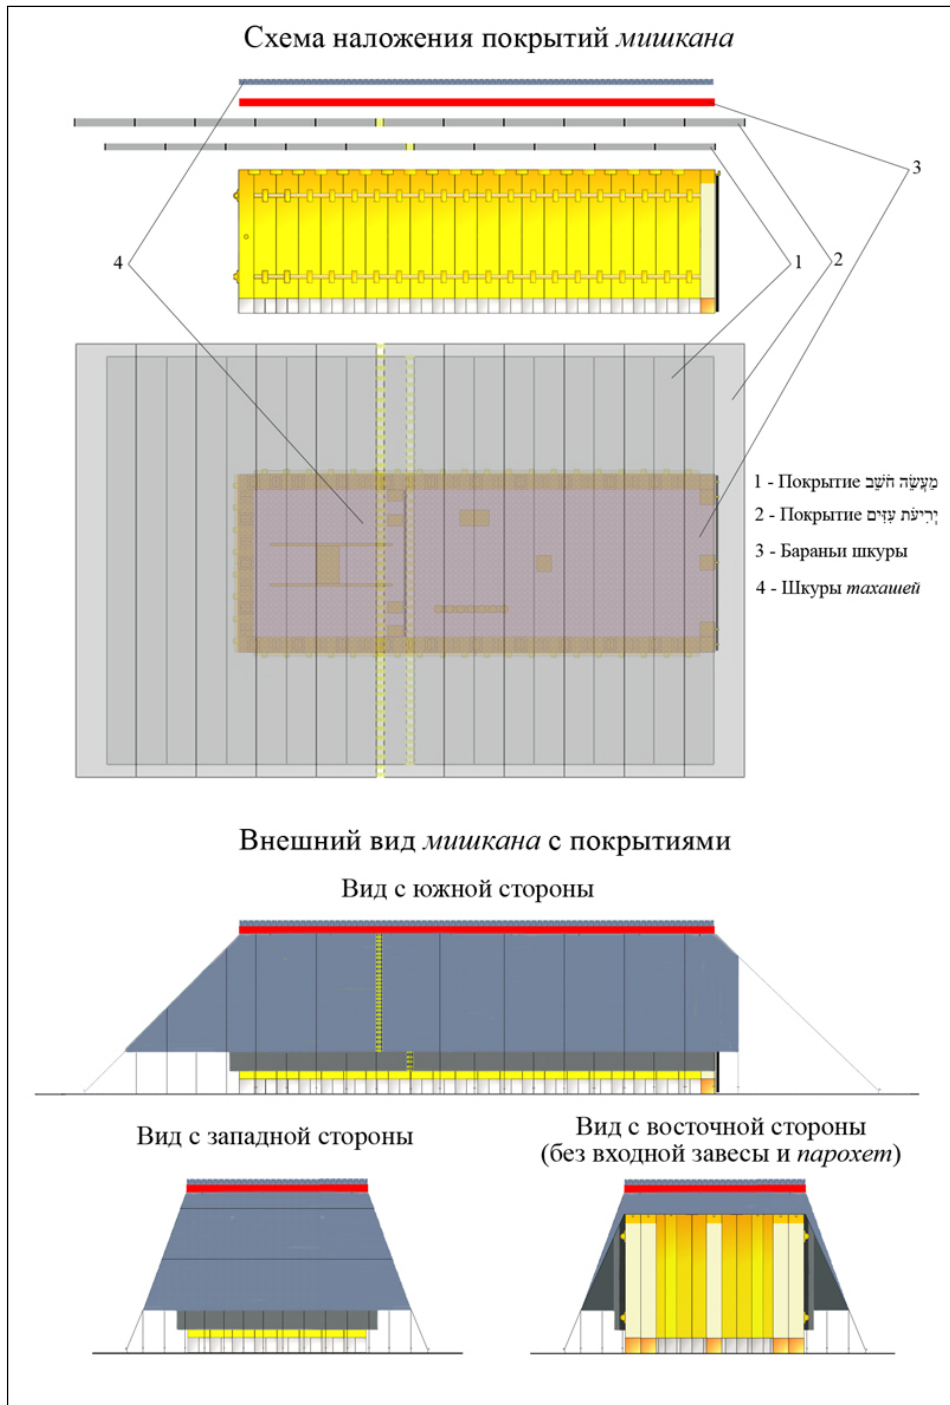 Схема наложения покрытий мишкана
3
4
1
2
1 - Покрытие מַעֲשֵׂה חֹשֵׁב
2 - Покрытие יְרִיעֹת עִזִּים
3 - Бараньи шкуры
4 - Шкуры тахашей
Внешний вид мишкана с покрытиями
Вид с южной стороны
Вид с западной стороны
Вид с восточной стороны
(без входной завесы и парохет)